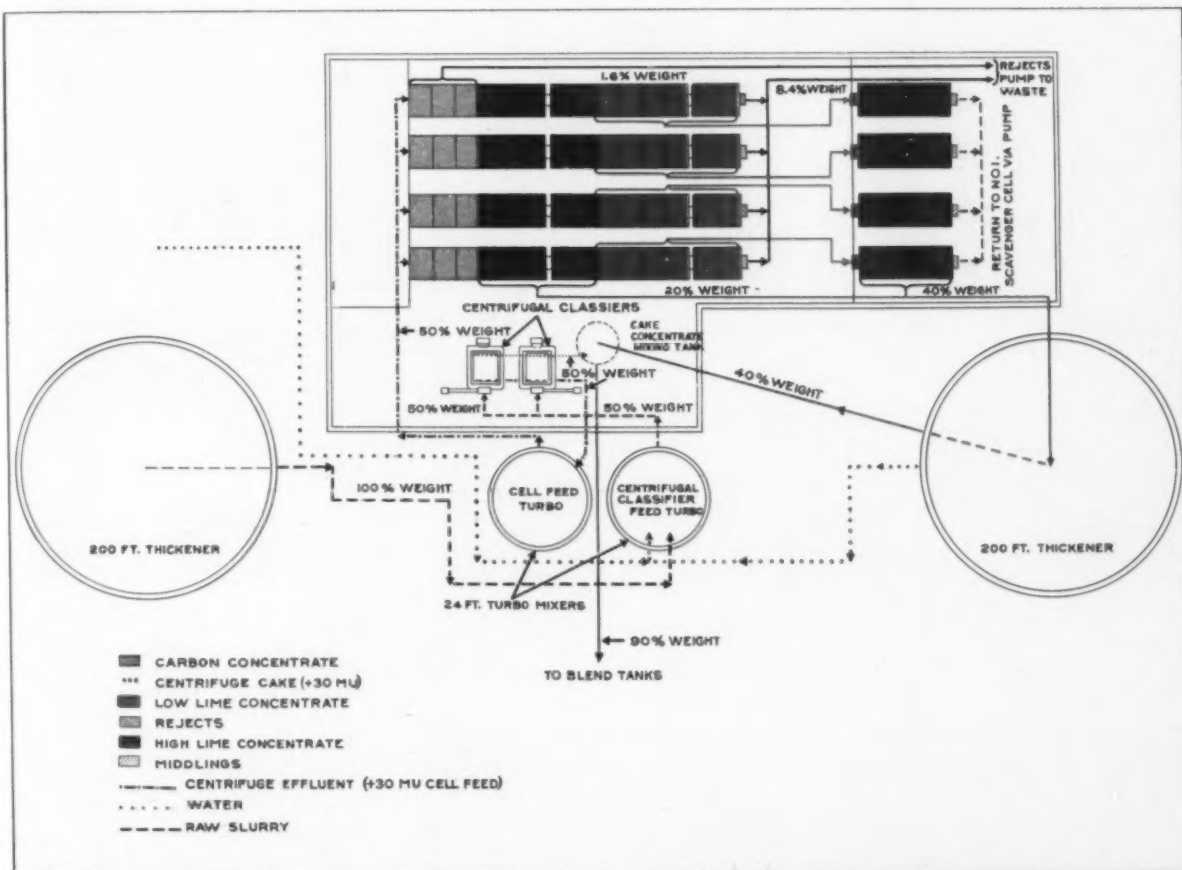 REJECTS
1.6% WEIGHT
8.4% WEIGHT
PUMP TO
WASTE
RETURN TO NO.1.
SCAVENGER CELL VIA PUMP
20% WEIGHT
40% WEIGHT
CENTRIFUGAL CLASSIERS
50% WEIGHT
CAKE
CONCENTRATE
MIXING TANK
50% WEIGHT
40% WEIGHT
50% WEIGHT
50% WEIGHT
100% WEIGHT
CELL FEED
TURBO
CENTRIFUGAL
CLASSIFIER
FEED TURBO
200 FT. THICKENER
200 FT. THICKENER
24 FT. TURBO MIXERS
90% WEIGHT
TO BLEND TANKS
CARBON CONCENTRATE
CENTRIFUGE CAKE (+30 MU)
LOW LIME CONCENTRATE
REJECTS
HIGH LIME CONCENTRATE
MIDDLINGS
CENTRIFUGE EFFLUENT (+30 MU CELL FEED)
WATER
RAW SLURRY